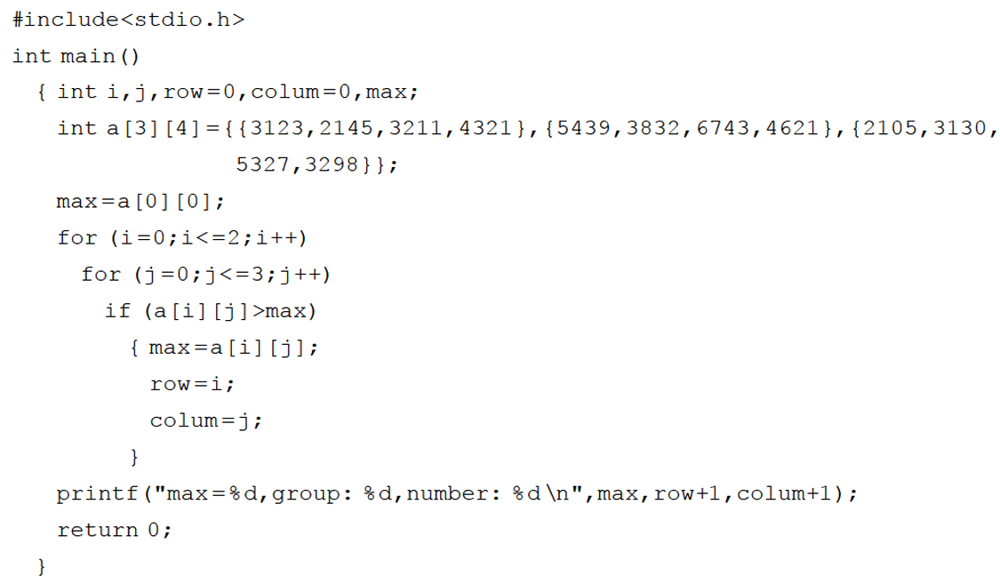 #include<stdio.h>
int main()
{ int i,j,row=0,colum=0,max;
int a[3][4]={{3123,2145,3211,4321},{5439,3832,6743,4621},{2105,3130,
5327,3298}};
max=a[0][0];
for (i=0;i<=2;i++)
for (j=0;j<=3;j++)
if (a[i][j]>max)
{ max=a[i][j];
row=i;
colum=j;
}
printf("max=%d,group: %d,number: %d\n",max,row+1,colum+1);
return 0;
}